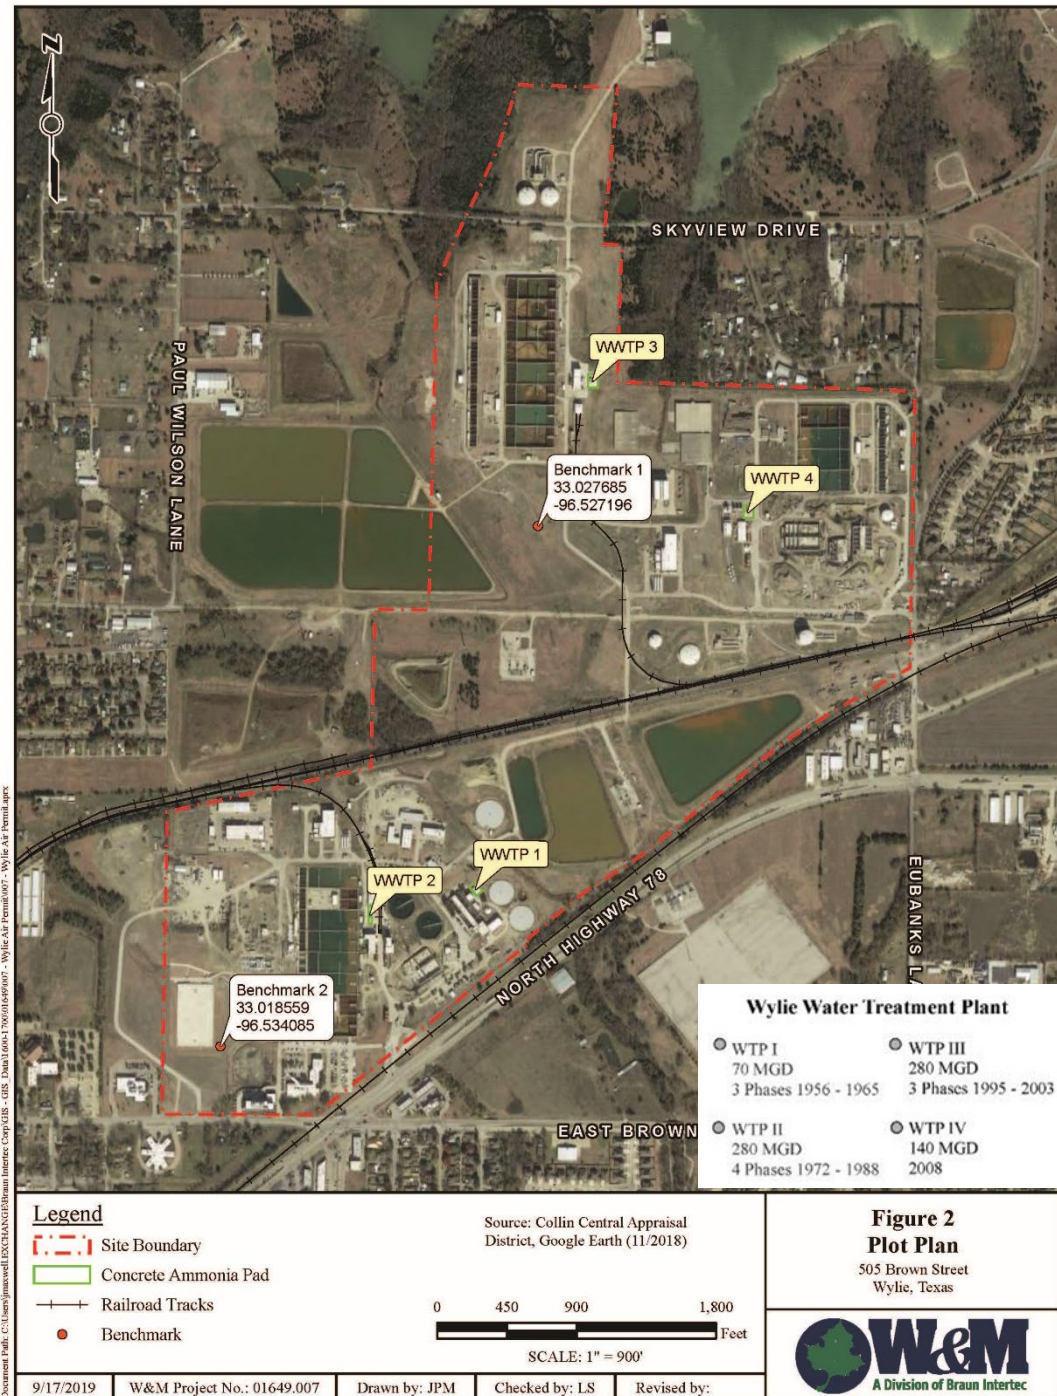 N
SKYVIEW DRIVE
PAUL WILSON LANE
WWTP 3
Benchmark 1
33.027685
-96.527196
WWTP 4
WWTP 1
WWTP 2
NORTH HIGHWAY 78
EUBANKS LA
Benchmark 2
33.018559
-96.534085
EAST BROWN
Wylie Water Treatment Plant
WTP I
70 MGD
3 Phases 1956 - 1965
WTP III
280 MGD
3 Phases 1995 - 2003
WTP II
280 MGD
4 Phases 1972 - 1988
WTP IV
140 MGD
2008
Legend
Site Boundary
Concrete Ammonia Pad
Railroad Tracks
Benchmark
Source: Collin Central Appraisal
District, Google Earth (11/2018)
0 450 900 1,800
Feet
SCALE: 1" = 900'
Figure 2
Plot Plan
505 Brown Street
Wylie, Texas
W&M
A Division of Braun Intertec
9/17/2019
W&M Project No.: 01649.007
Drawn by: JPM
Checked by: LS
Revised by: